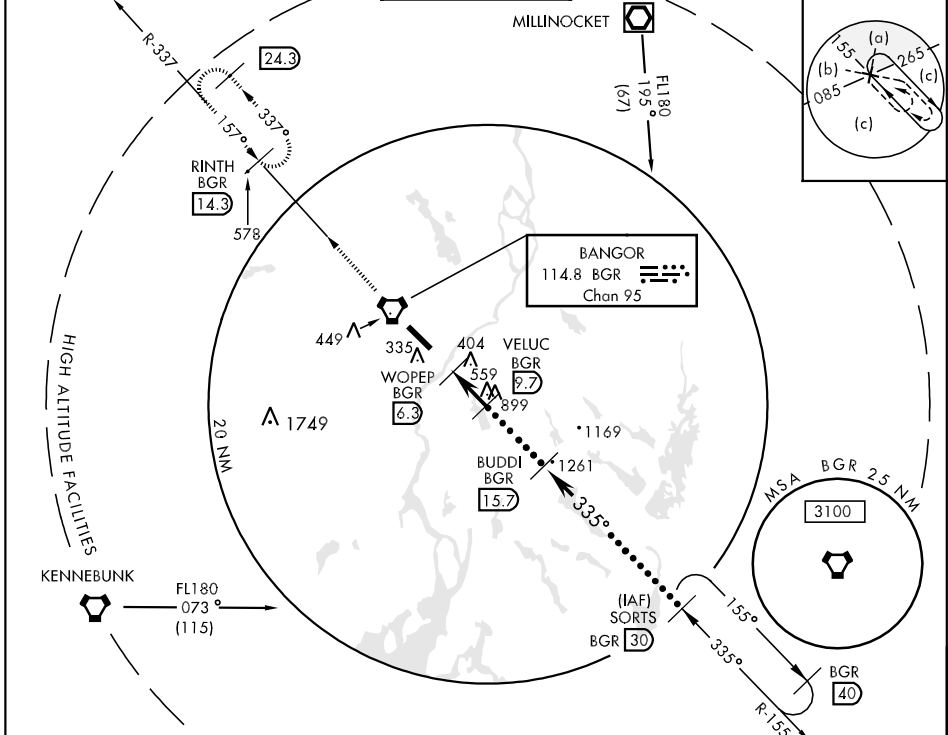 MILLINOCKET
R-337
24.3
FL180
195°
(67)
337°
157°
RINTH
BGR
14.3
578
155
(a)
265
(b)
(c)
085
(c)
BANGOR
114.8 BGR
Chan 95
449
335
404
VELUC
BGR
9.7
559
899
WOPEP
BGR
6.3
1749
1169
1261
BUDDI
BGR
15.7
20 NM
HIGH ALTITUDE FACILITIES
335°
MSA BGR 25 NM
3100
KENNEBUNK
FL180
073°
(115)
(IAF)
SORTS
BGR 30
155°
335°
BGR
40
R-155